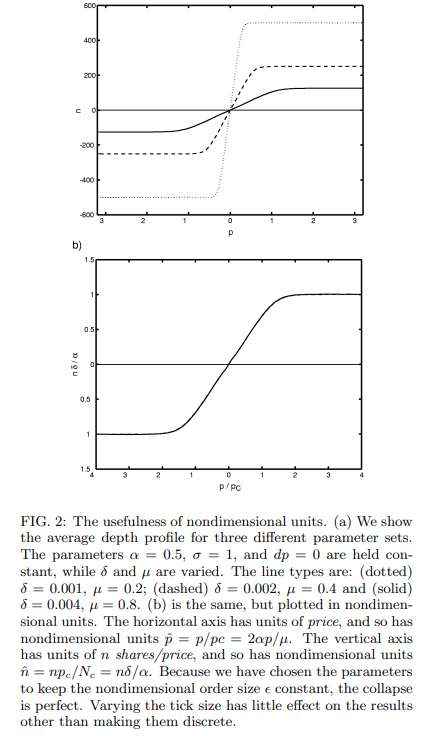 600
400
200
0
-200
-400
-600
n
3 2 1 0 1 2 3
p
b)
1.5
1
0.5
0
0.5
1
1.5
n δ / α
4 3 2 1 0 1 2 3 4
p / pC
FIG. 2: The usefulness of nondimensional units. (a) We show
the average depth profile for three different parameter sets.
The parameters α = 0.5, σ = 1, and dp = 0 are held con-
stant, while δ and μ are varied. The line types are: (dotted)
δ = 0.001, μ = 0.2; (dashed) δ = 0.002, μ = 0.4 and (solid)
δ = 0.004, μ = 0.8. (b) is the same, but plotted in nondimen-
sional units. The horizontal axis has units of price, and so has
nondimensional units p̂ = p/pc = 2αp/μ. The vertical axis
has units of n shares/price, and so has nondimensional units
n̂ = npc/Nc = nδ/α. Because we have chosen the parameters
to keep the nondimensional order size ϵ constant, the collapse
is perfect. Varying the tick size has little effect on the results
other than making them discrete.